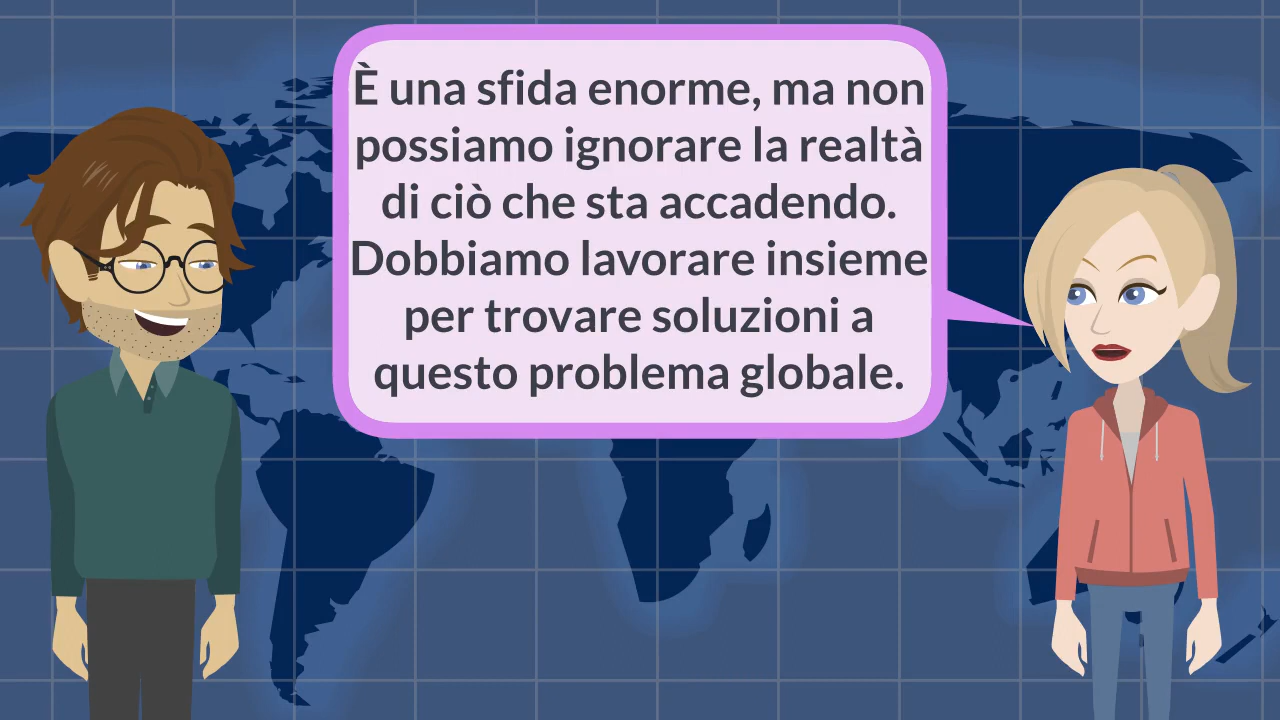 È una sfida enorme, ma non
possiamo ignorare la realtà
di ciò che sta accadendo.
Dobbiamo lavorare insieme
per trovare soluzioni a
questo problema globale.